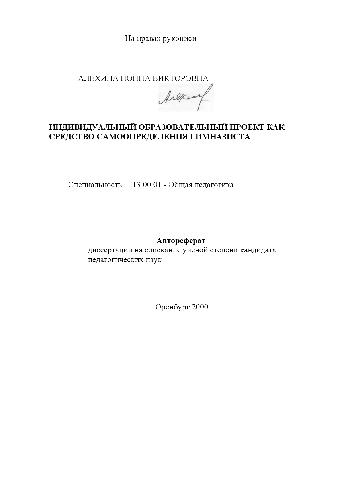 На правах рукописи
АЛЕХИНА НОННА ВИКТОРОВНА
ИНДИВИДУАЛЬНЫЙ ОБРАЗОВАТЕЛЬНЫЙ ПРОЕКТ КАК
СРЕДСТВО САМООПРЕДЕЛЕНИЯ ГИМНАЗИСТА
Специальность 13 00 01 - Общая педагогика
Автореферат
диссертации на соискание ученой степени кандидата
педагогических наук
Оренбург 2000